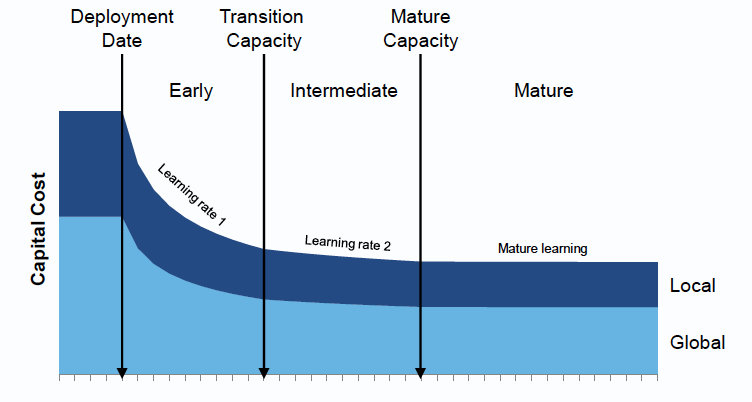 Deployment
Date
Transition
Capacity
Mature
Capacity
Early
Intermediate
Mature
Capital Cost
Learning rate 1
Learning rate 2
Mature learning
Local
Global